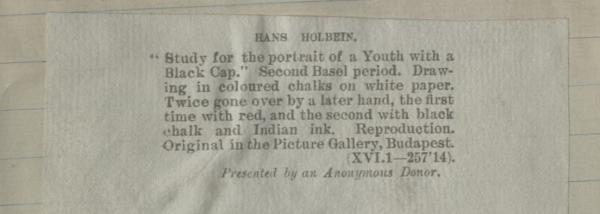 HANS HOLBEIN.
“ Study for the portrait of a Youth with a
Black Cap.” Second Basel period. Draw-
ing in coloured chalks on white paper.
Twice gone over by a later hand, the first
time with red, and the second with black
chalk and Indian ink. Reproduction.
Original in the Picture Gallery, Budapest.
(XVI.1—257'14).
Presented by an Anonymous Donor.